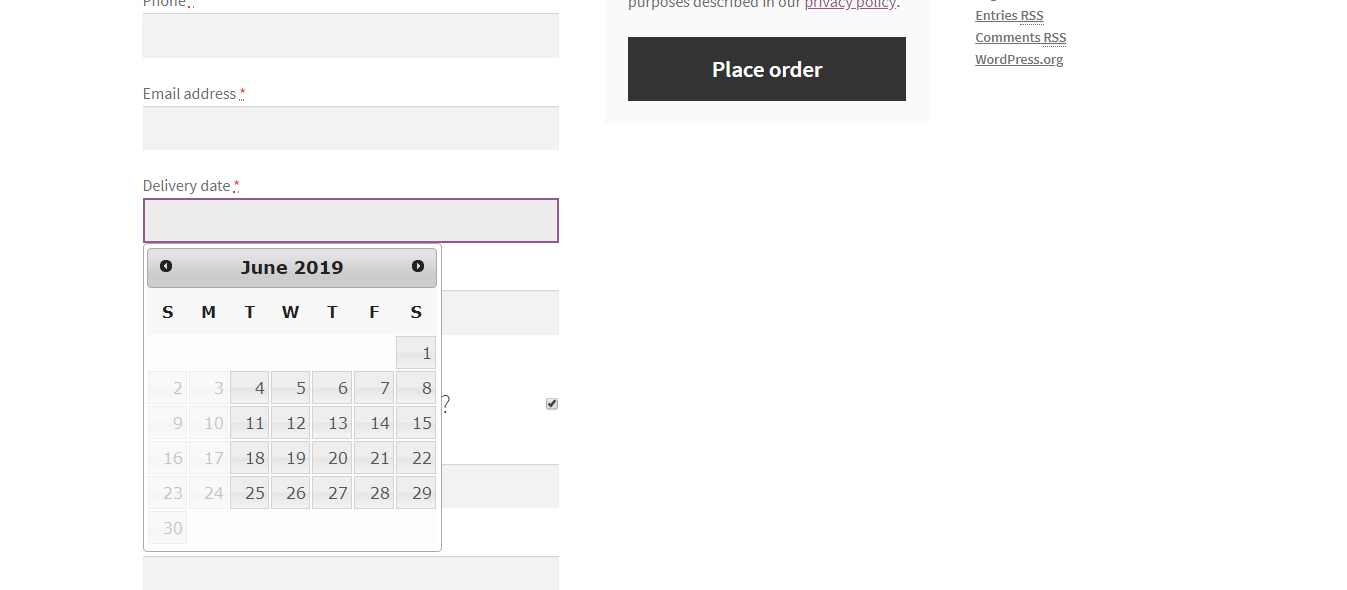 Phone *
Email address *
Delivery date *
June 2019
S M T W T F S
1
2 3 4 5 6 7 8
9 10 11 12 13 14 15
16 17 18 19 20 21 22
23 24 25 26 27 28 29
30
?
purposes described in our privacy policy.
Place order
Entries RSS
Comments RSS
WordPress.org